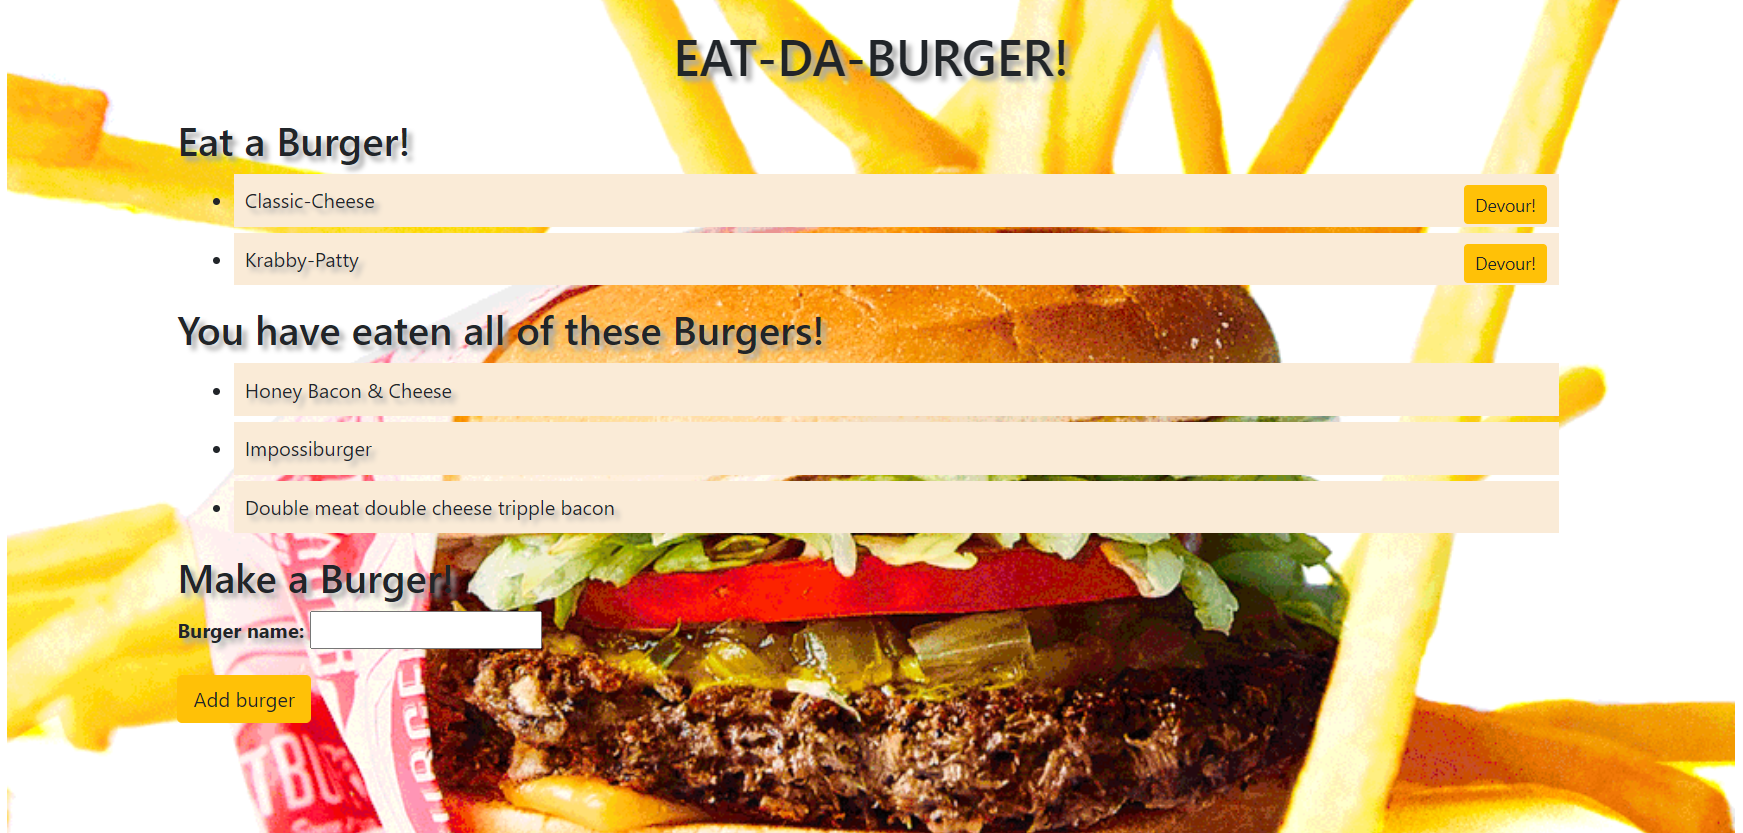 EAT-DA-BURGER!
Eat a Burger!
Classic-Cheese
Devour!
Krabby-Patty
Devour!
You have eaten all of these Burgers!
Honey Bacon & Cheese
Impossiburger
Double meat double cheese tripple bacon
Make a Burger!
Burger name:
Add burger